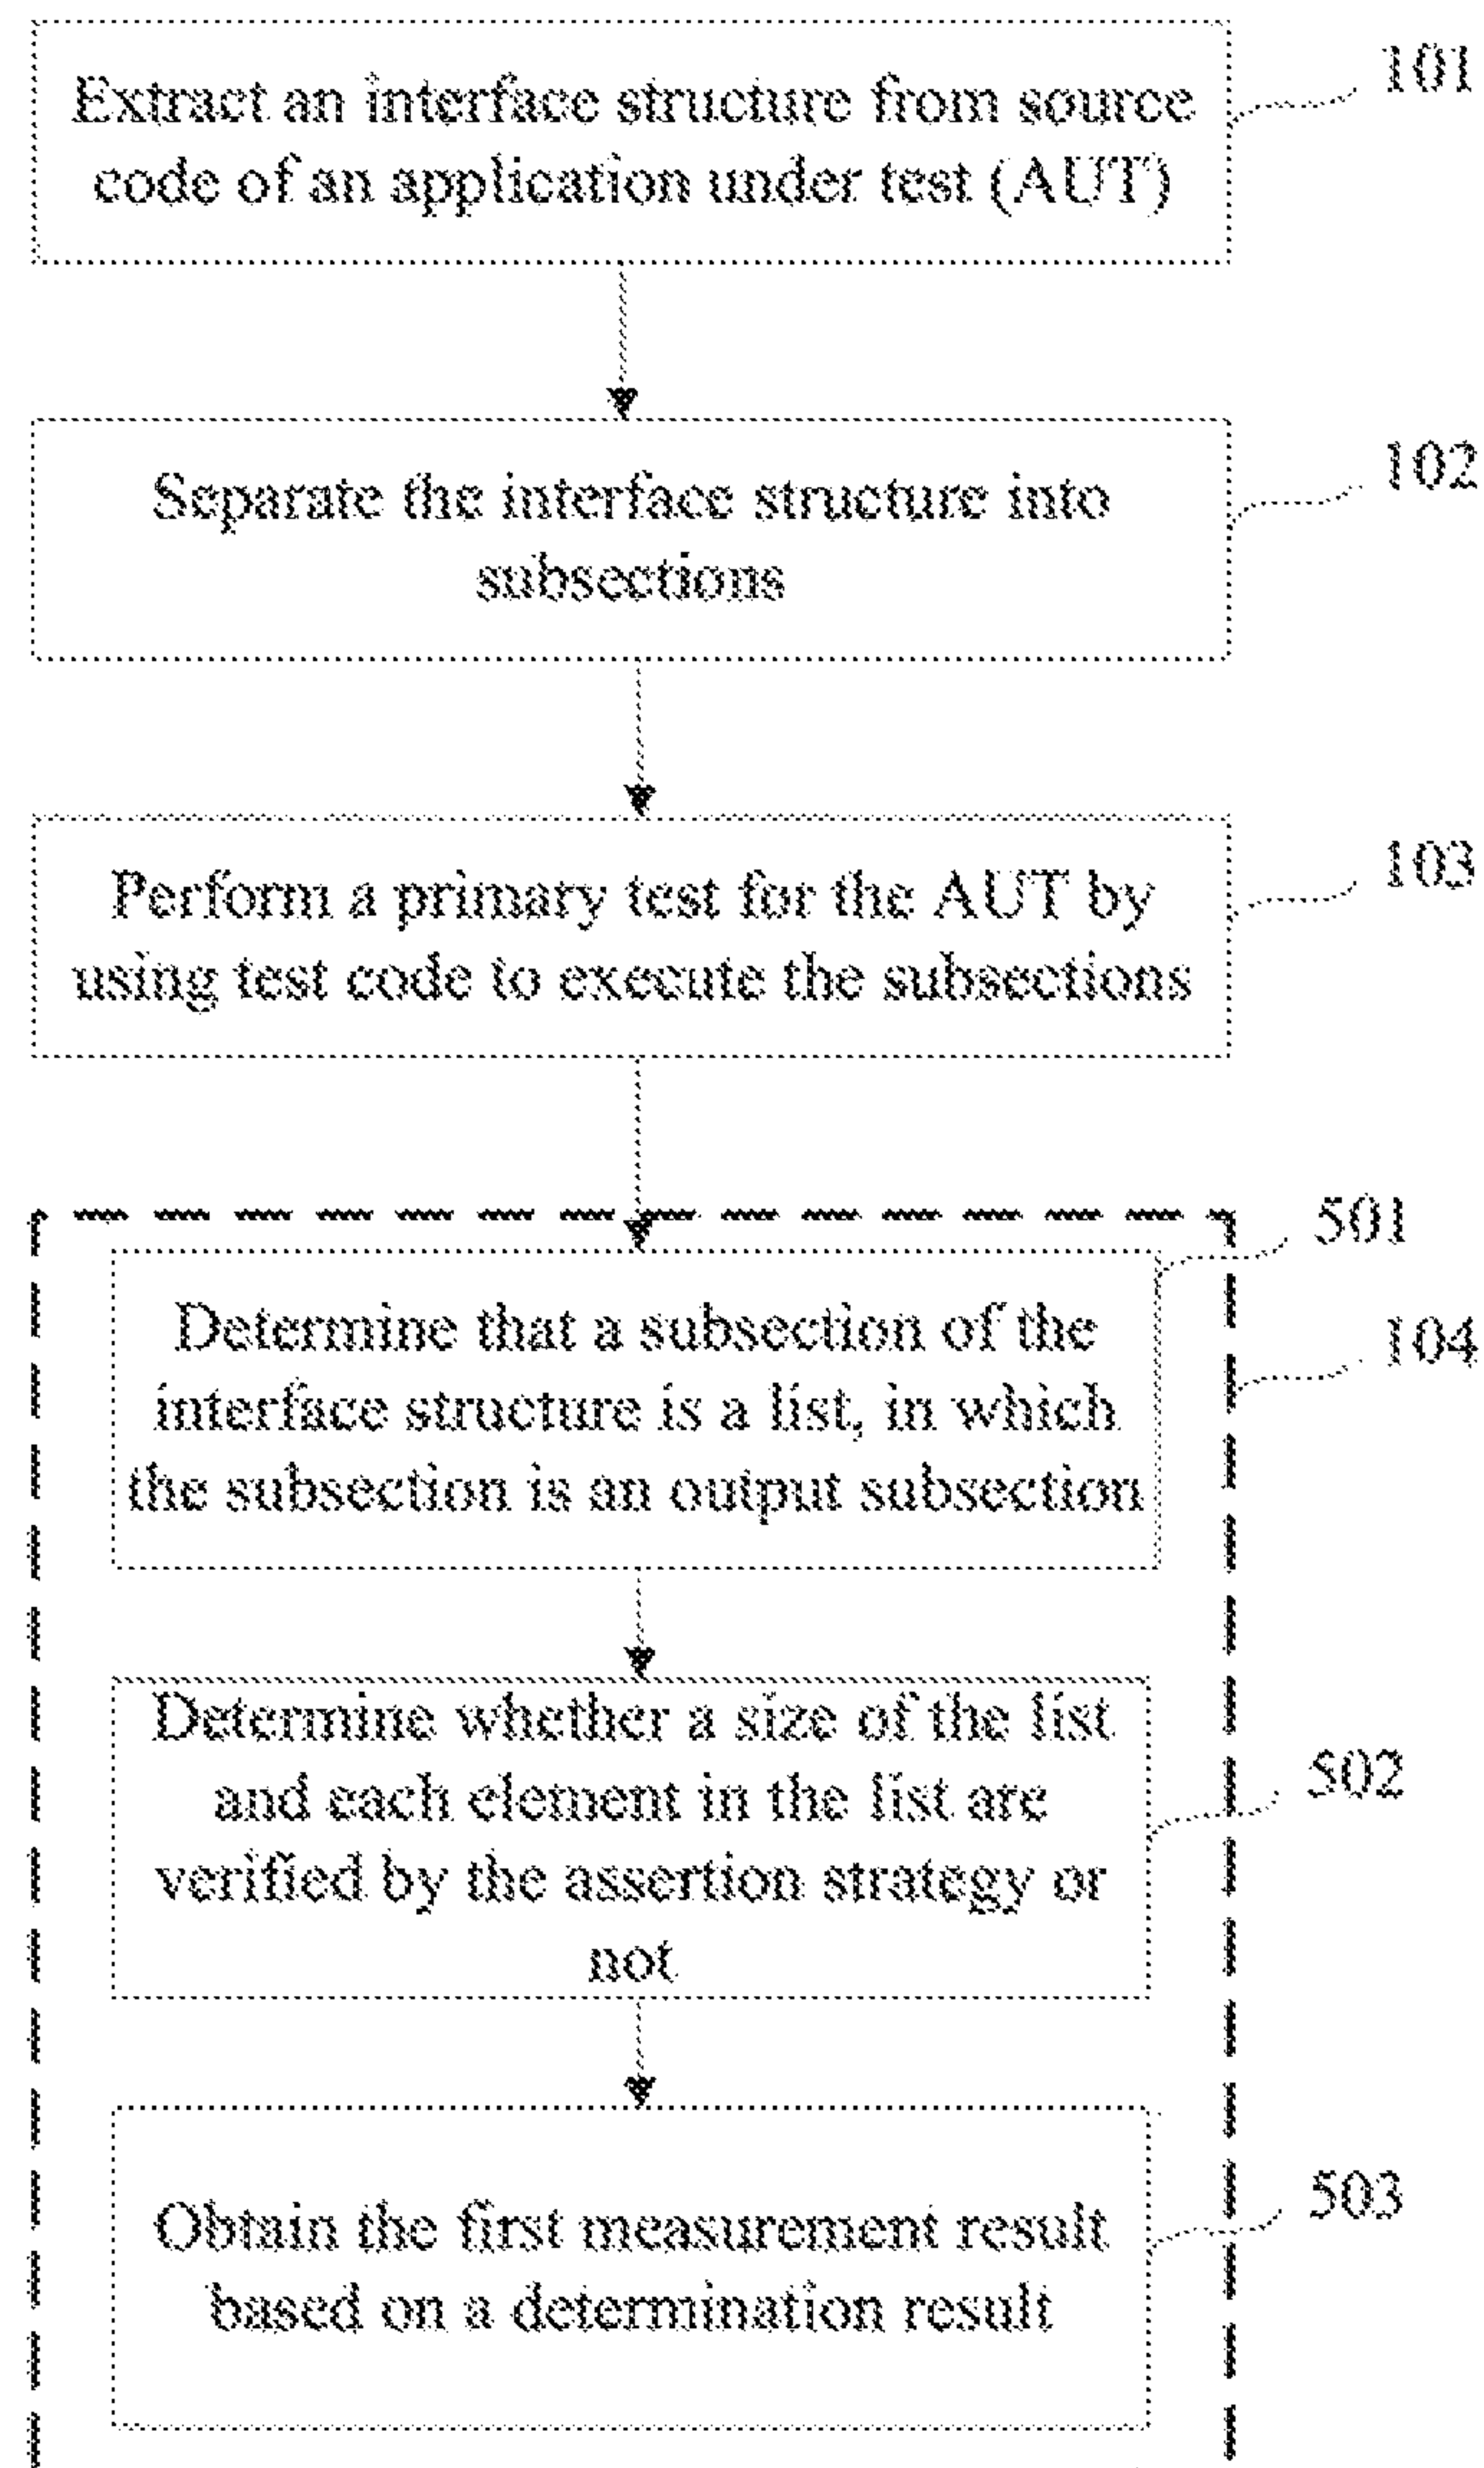 Extract an interface structure from source
code of an application under test (AUT)
101
Separate the interface structure into
subsections
102
Perform a primary test for the AUT by
using test code to execute the subsections
103
501
Determine that a subsection of the
interface structure is a list, in which
the subsection is an output subsection
104
Determine whether a size of the list
and each element in the list are
verified by the assertion strategy or
not
502
Obtain the first measurement result
based on a determination result
503